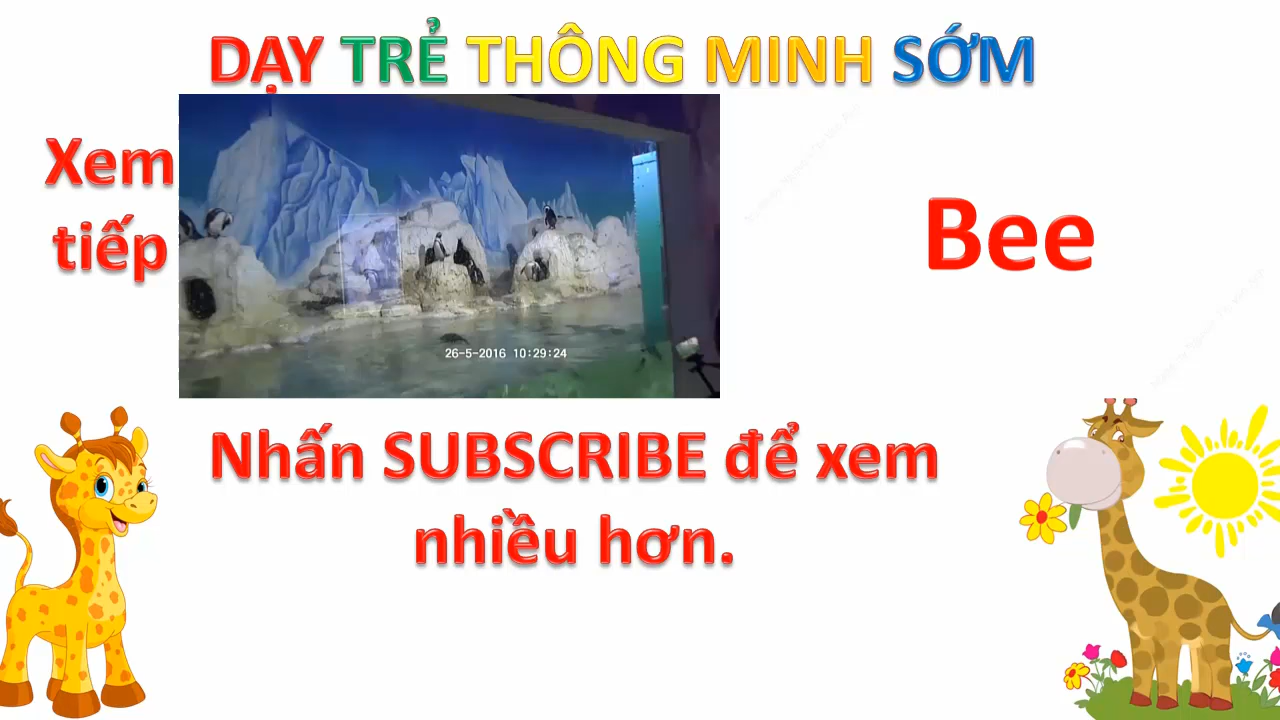 DẠY TRẺ THÔNG MINH SỚM
Xem
tiếp
Bee
26-5-2016 10:29:24
Nhấn SUBSCRIBE để xem
nhiều hơn.